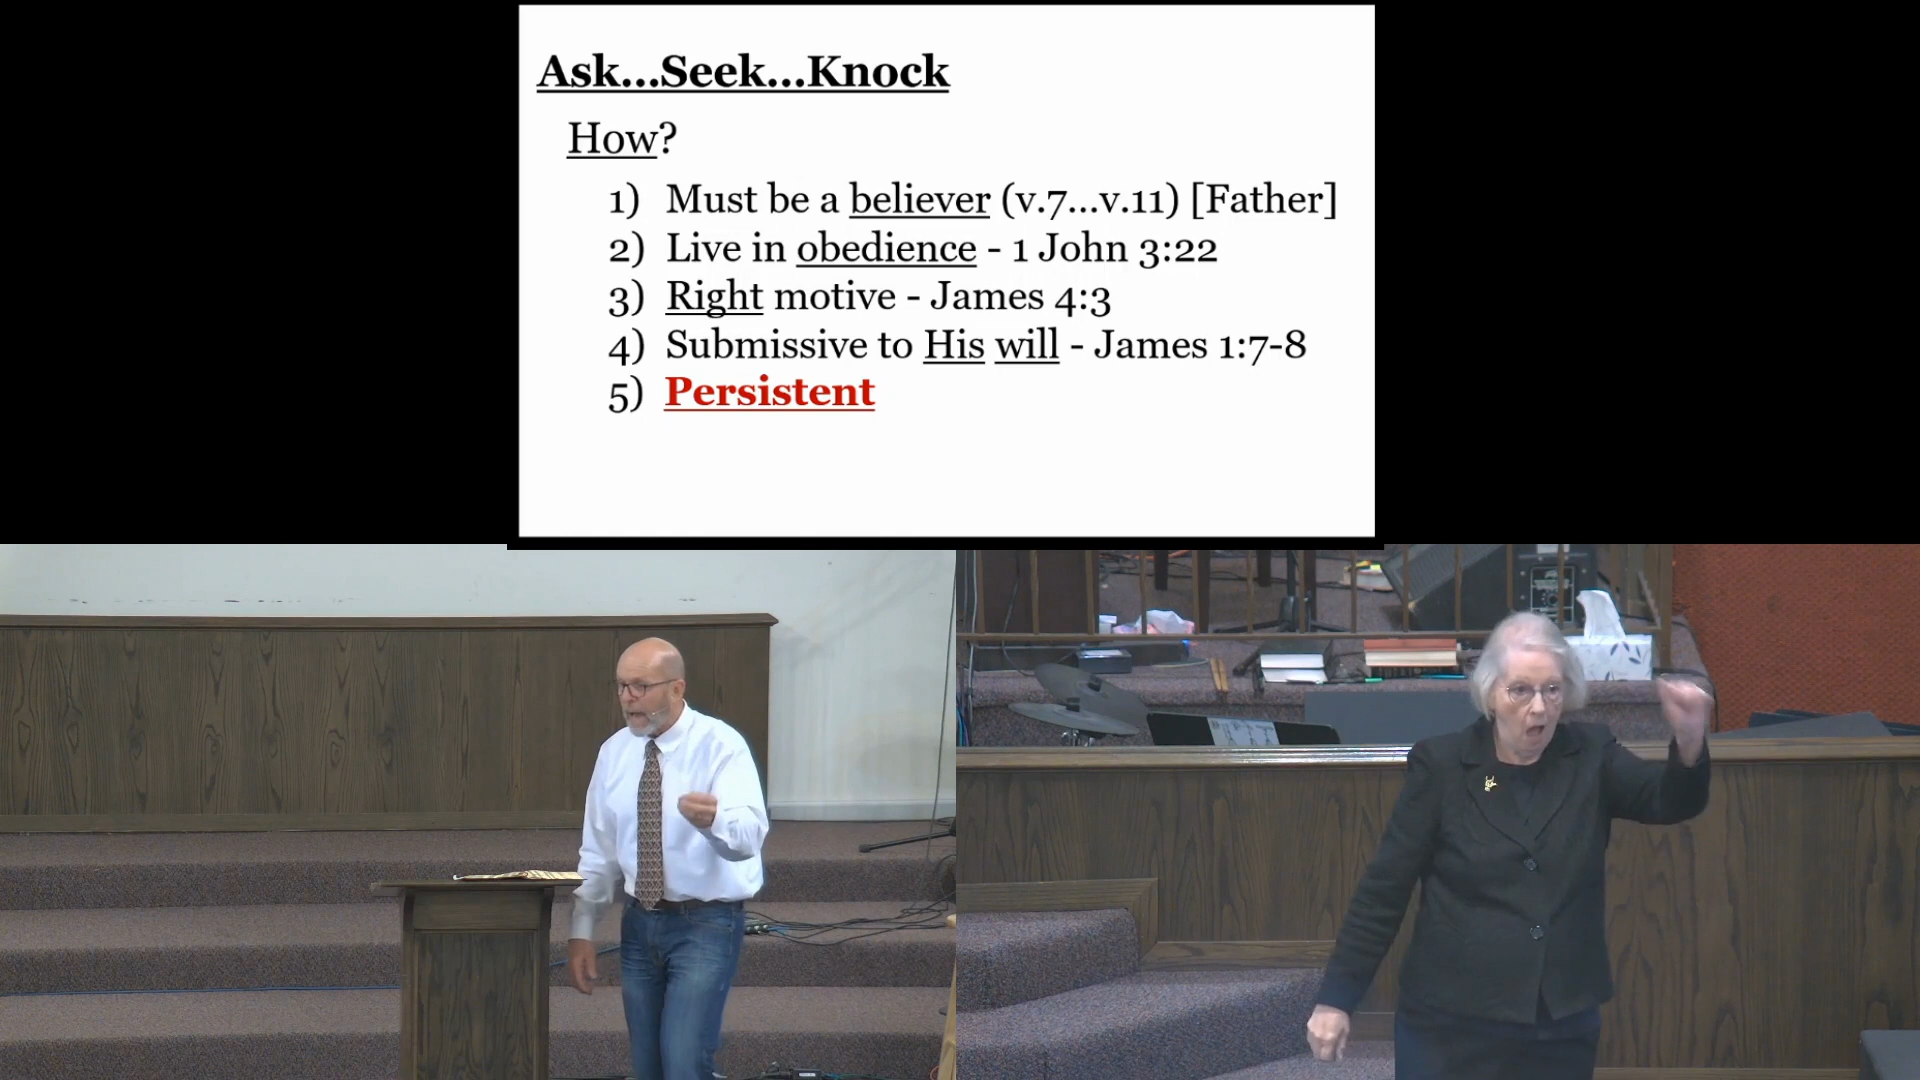 Ask...Seek...Knock
How?
1) Must be a believer (v.7...v.11) [Father]
2) Live in obedience - 1 John 3:22
3) Right motive - James 4:3
4) Submissive to His will - James 1:7-8
5) Persistent